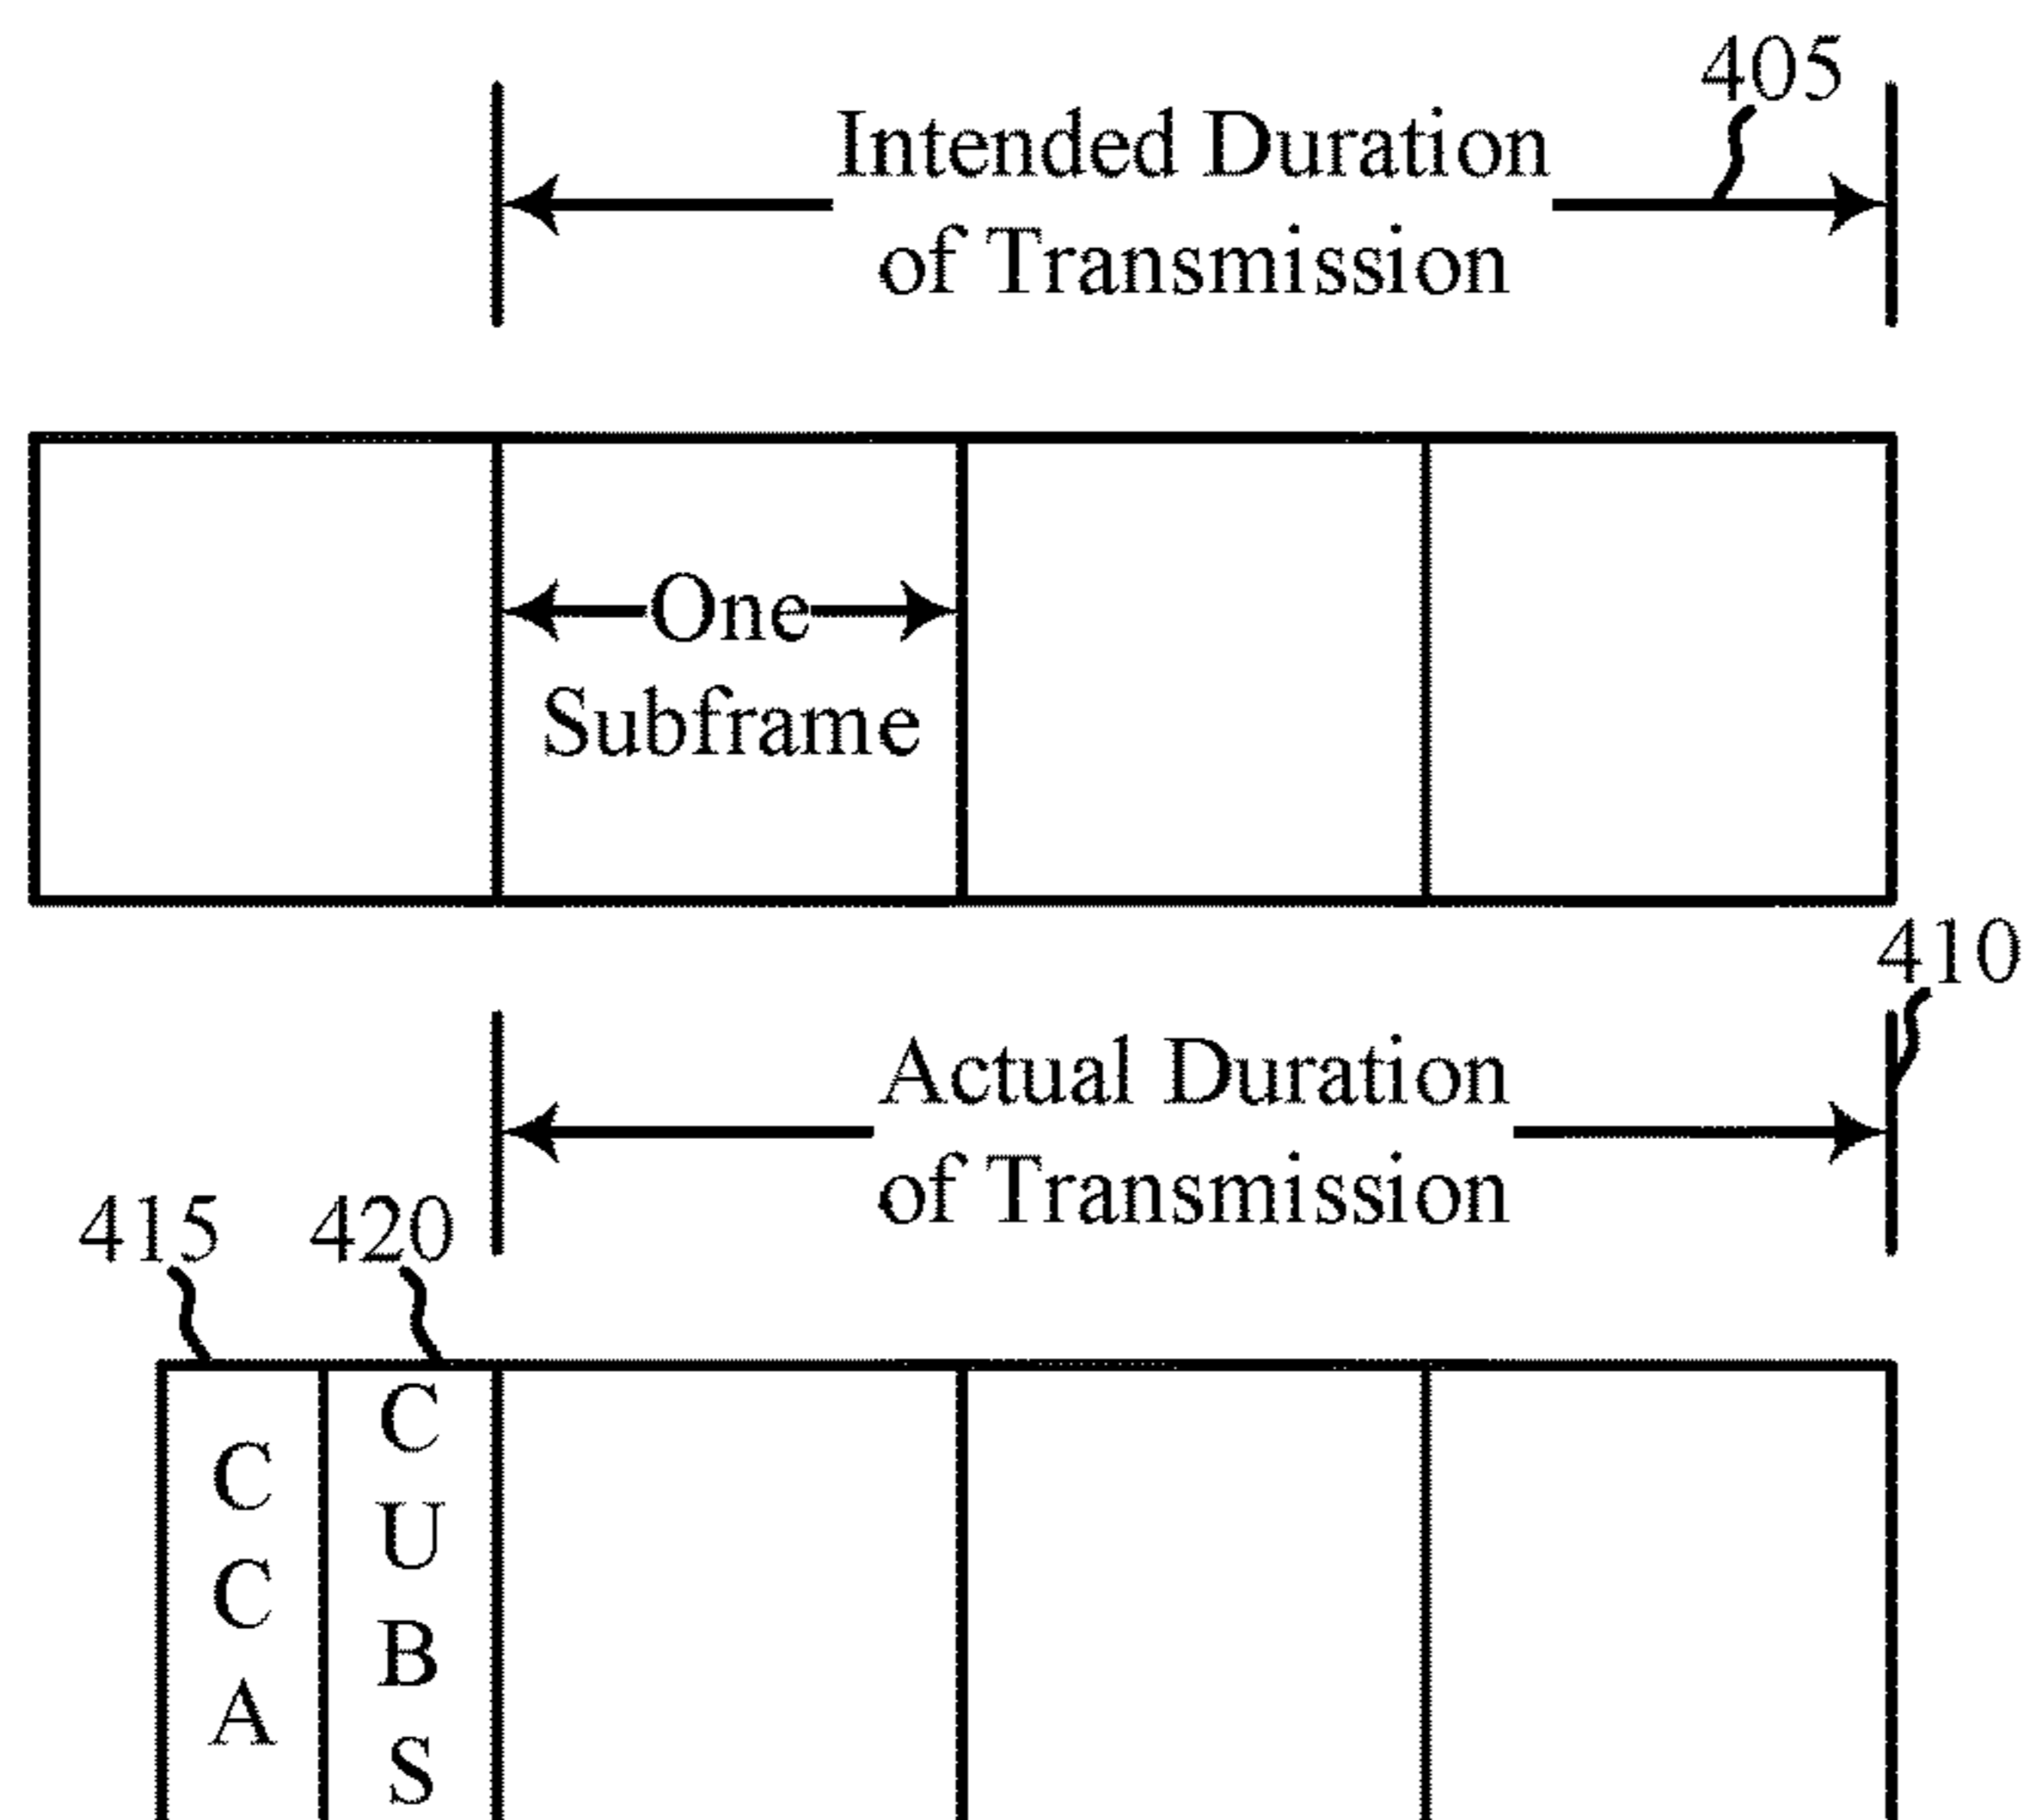 405
Intended Duration
of Transmission
One
Subframe
410
Actual Duration
of Transmission
415
420
C
C
A
C
U
B
S